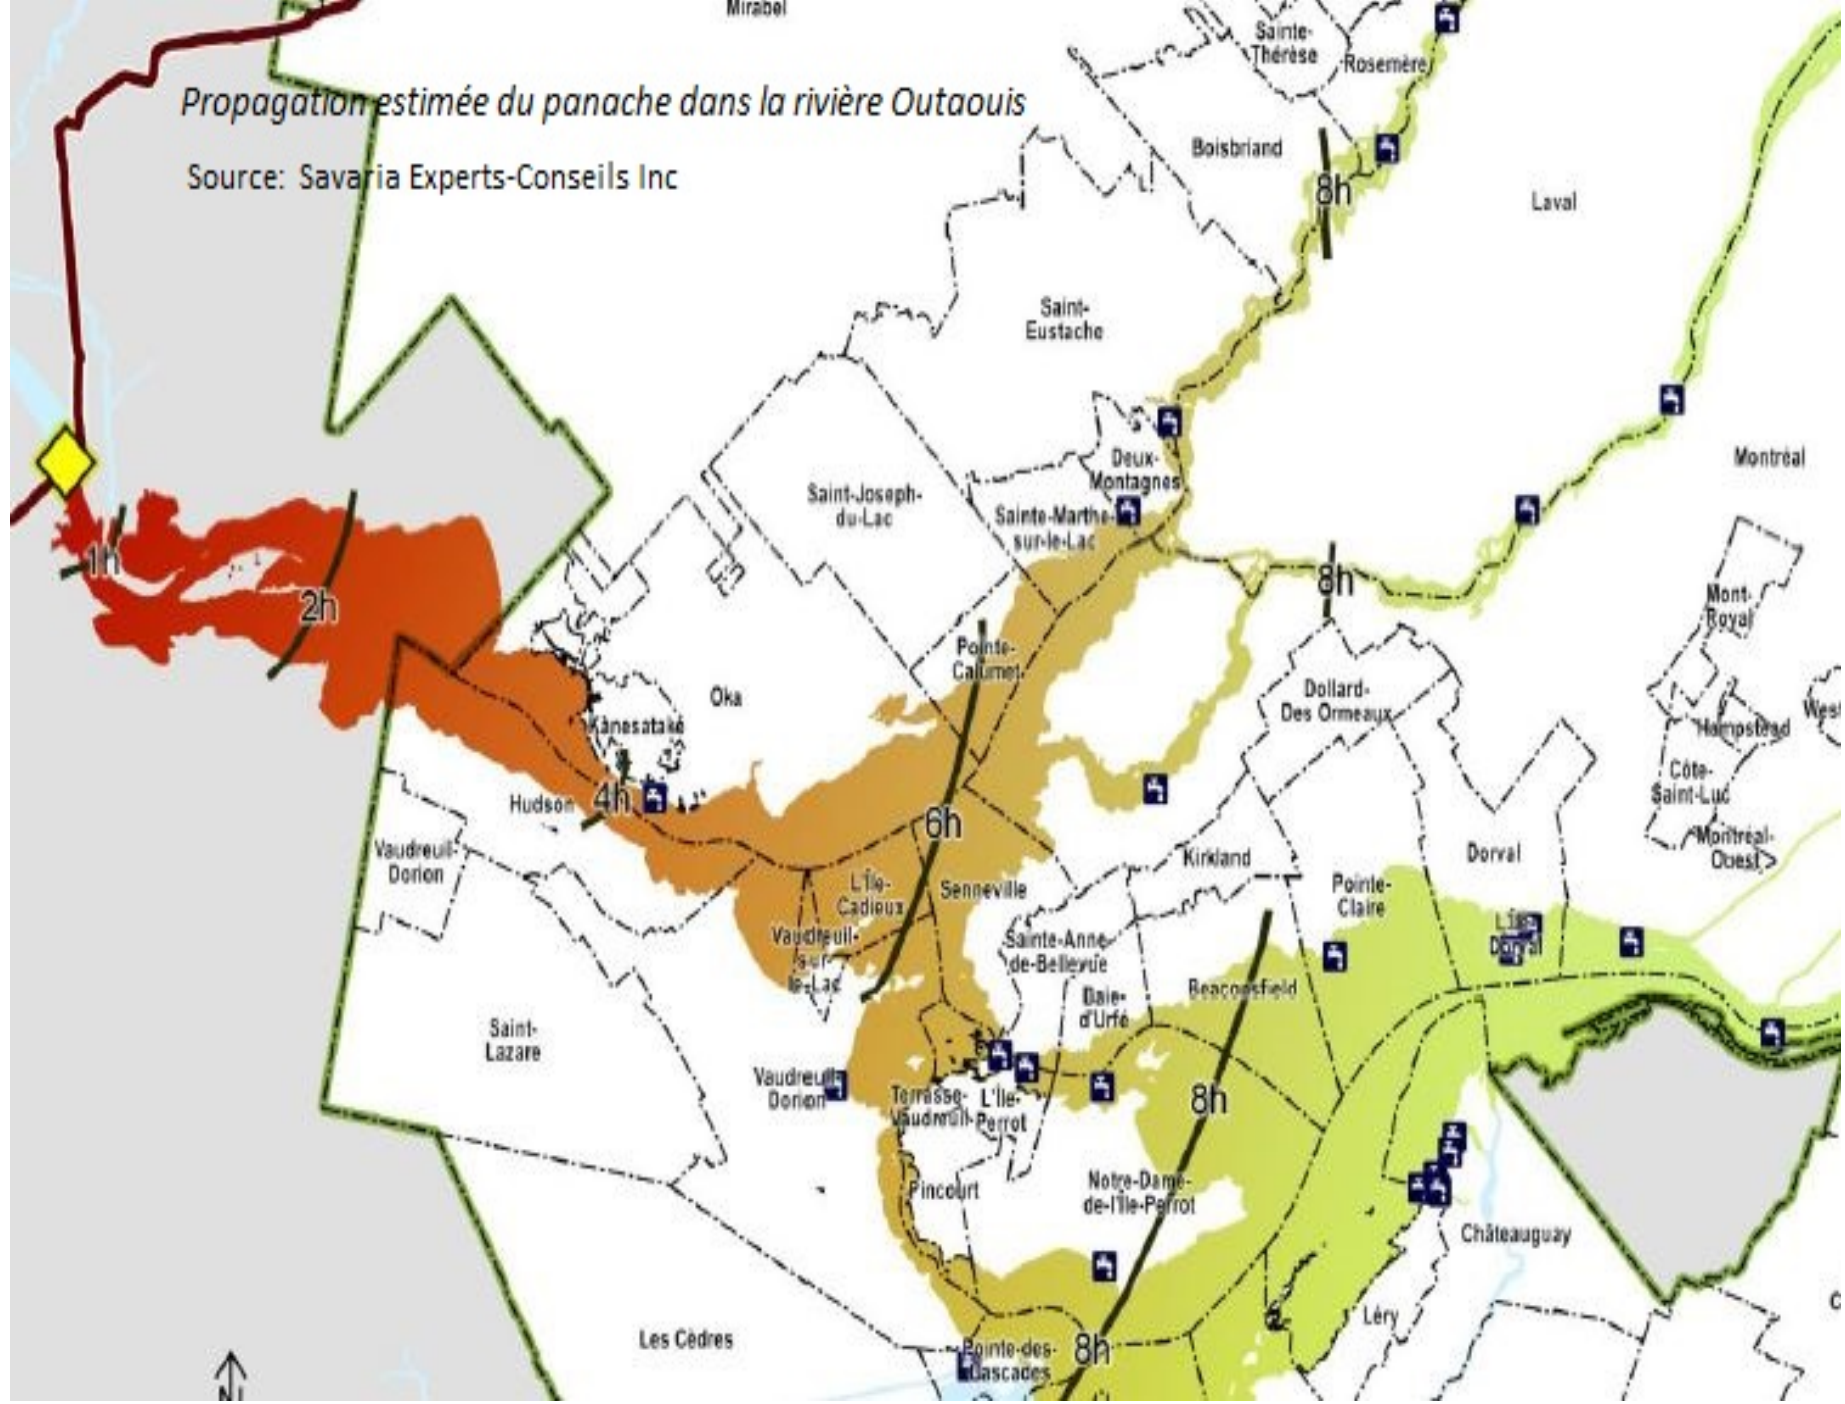 Mirabel
Sainte-
Thérèse
Rosemère
Propagation estimée du panache dans la rivière Outaouis
Source: Savaria Experts-Conseils Inc
Boisbriand
8h
Laval
Saint-
Eustache
Deux-
Montagnes
Montréal
Saint-Joseph-
du-Lac
Sainte-Marthe-
sur-le-Lac
1h
2h
8h
Mont-
Royal
Pointe-
Calumet
Oka
Dollard-
Des Ormeaux
Kanesatake
Hampstead
West
Hudson
4h
6h
Côte-
Saint-Luc
Montréal-
Ouest
Vaudreuil-
Dorion
Kirkland
Dorval
L'Île-
Cadieux
Senneville
Pointe-
Claire
Vaudreuil-
sur-
le-Lac
Sainte-Anne-
de-Bellevue
L'Île-
Dorval
Baie-
d'Urfé
Beaconsfield
Saint-
Lazare
Vaudreuil-
Dorion
Terrasse-
Vaudreuil
L'Île-
Perrot
8h
Pincourt
Notre-Dame-
de-l'Île-Perrot
Châteauguay
Léry
Les Cèdres
Pointe-des-
Cascades
8h
N